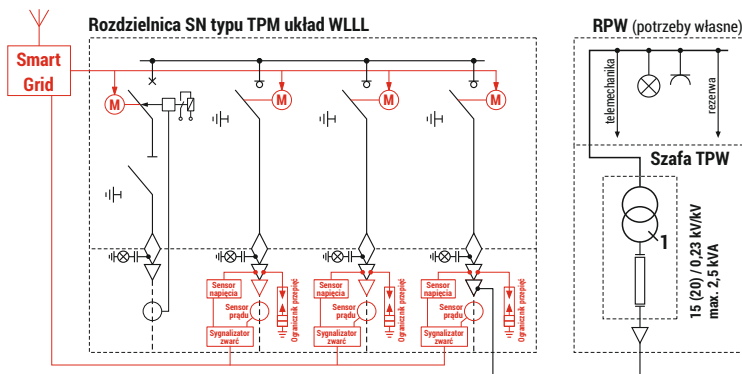 Rozdzielnica SN typu TPM układ WLLL
RPW (potrzeby własne)
Smart
Grid
M
M
M
M
telemechanika
rezerwa
Szafa TPW
1
15 (20) / 0,23 kV/kV
max. 2,5 kVA
Sensor
napięcia
Sensor
prądu
Sygnalizator
zwarć
Ogranicznik przepięć
Sensor
napięcia
Sensor
prądu
Sygnalizator
zwarć
Ogranicznik przepięć
Sensor
napięcia
Sensor
prądu
Sygnalizator
zwarć
Ogranicznik przepięć